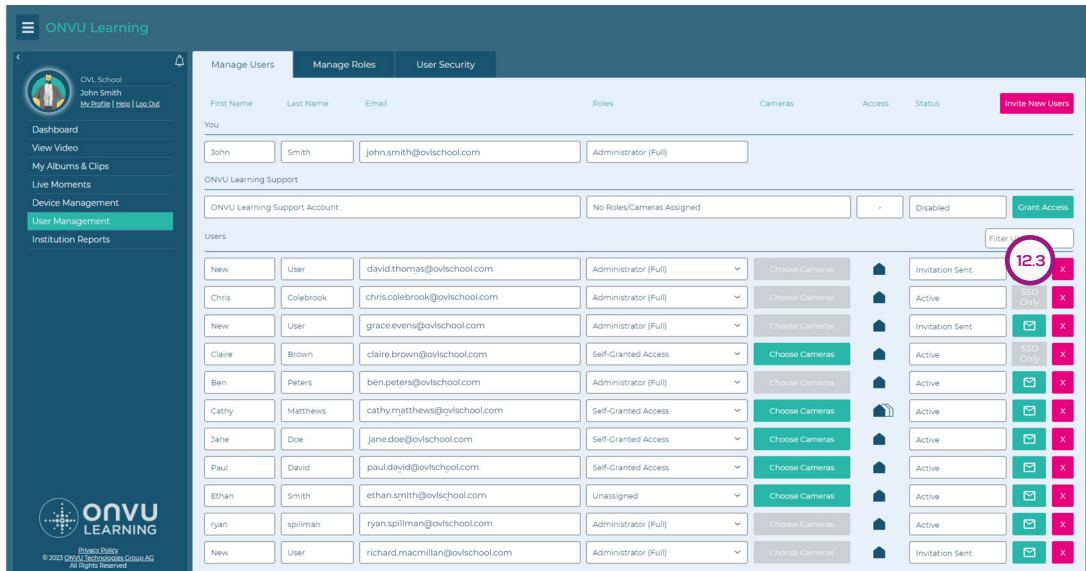 ONVU Learning
OVL School
John Smith
My Profile | Help | Log Out
Dashboard
View Video
My Albums & Clips
Live Moments
Device Management
User Management
Institution Reports
ONVU
LEARNING
Privacy Policy
© 2023 ONVU Technologies Group AG
All Rights Reserved
Manage Users Manage Roles User Security
First Name Last Name Email Roles Cameras Access Status Invite New Users
You
John Smith john.smith@ovlschool.com Administrator (Full)
ONVU Learning Support
ONVU Learning Support Account No Roles/Cameras Assigned - Disabled Grant Access
Users Filter
12.3
New User david.thomas@ovlschool.com Administrator (Full) Choose Cameras Invitation Sent X
Chris Colebrook chris.colebrook@ovlschool.com Administrator (Full) Choose Cameras Active SSO Only X
New User grace.evens@ovlschool.com Administrator (Full) Choose Cameras Invitation Sent X
Claire Brown claire.brown@ovlschool.com Self-Granted Access Choose Cameras Active SSO Only X
Ben Peters ben.peters@ovlschool.com Administrator (Full) Choose Cameras Active X
Cathy Matthews cathy.matthews@ovlschool.com Self-Granted Access Choose Cameras Active X
Jane Doe jane.doe@ovlschool.com Self-Granted Access Choose Cameras Active X
Paul David paul.david@ovlschool.com Self-Granted Access Choose Cameras Active X
Ethan Smith ethan.smith@ovlschool.com Unassigned Choose Cameras Active X
ryan spillman ryan.spillman@ovlschool.com Administrator (Full) Choose Cameras Active X
New User richard.macmillan@ovlschool.com Administrator (Full) Choose Cameras Invitation Sent X